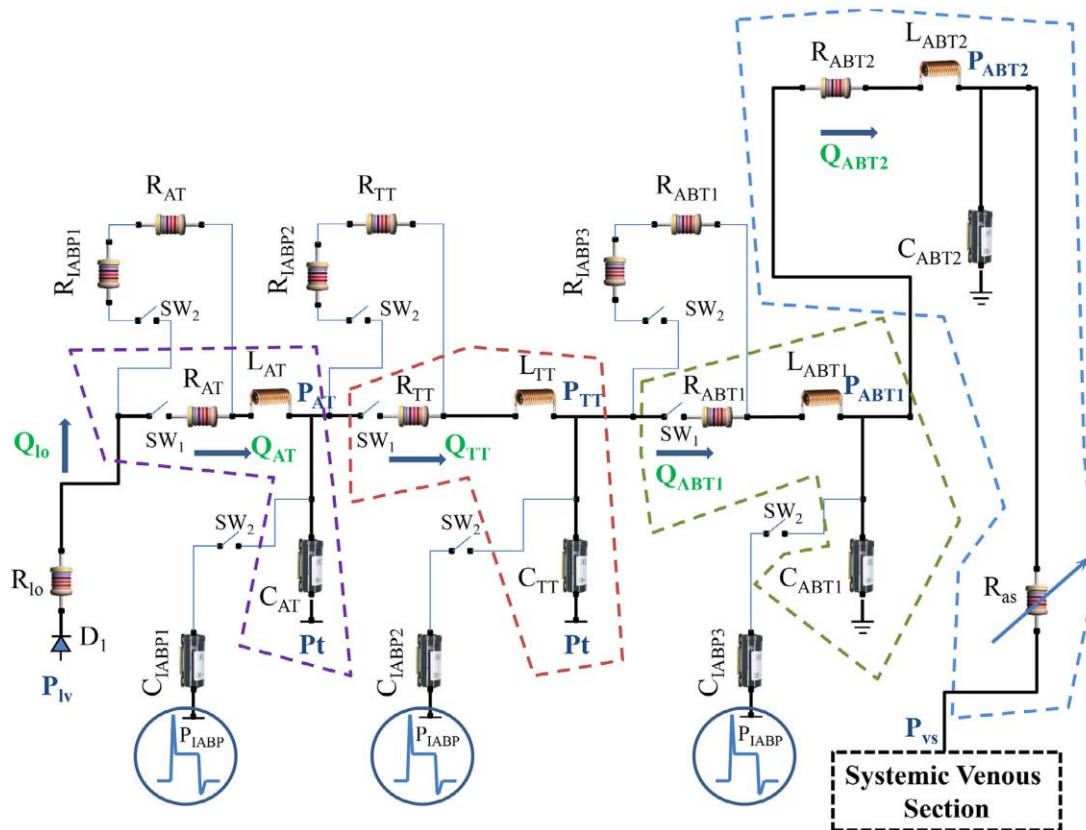 L_ABT2
R_ABT2
P_ABT2
Q_ABT2
C_ABT2
R_AT
R_TT
R_ABT1
R_IABP1
R_IABP2
R_IABP3
SW_2
SW_2
SW_2
L_AT
R_AT
P_AT
L_TT
R_TT
P_TT
L_ABT1
R_ABT1
P_ABT1
SW_1
SW_1
SW_1
Q_lo
Q_AT
Q_TT
Q_ABT1
SW_2
SW_2
SW_2
R_lo
C_AT
C_TT
C_ABT1
R_as
D_1
Pt
Pt
P_lv
C_IABP1
C_IABP2
C_IABP3
P_IABP
P_IABP
P_IABP
P_vs
Systemic Venous
Section